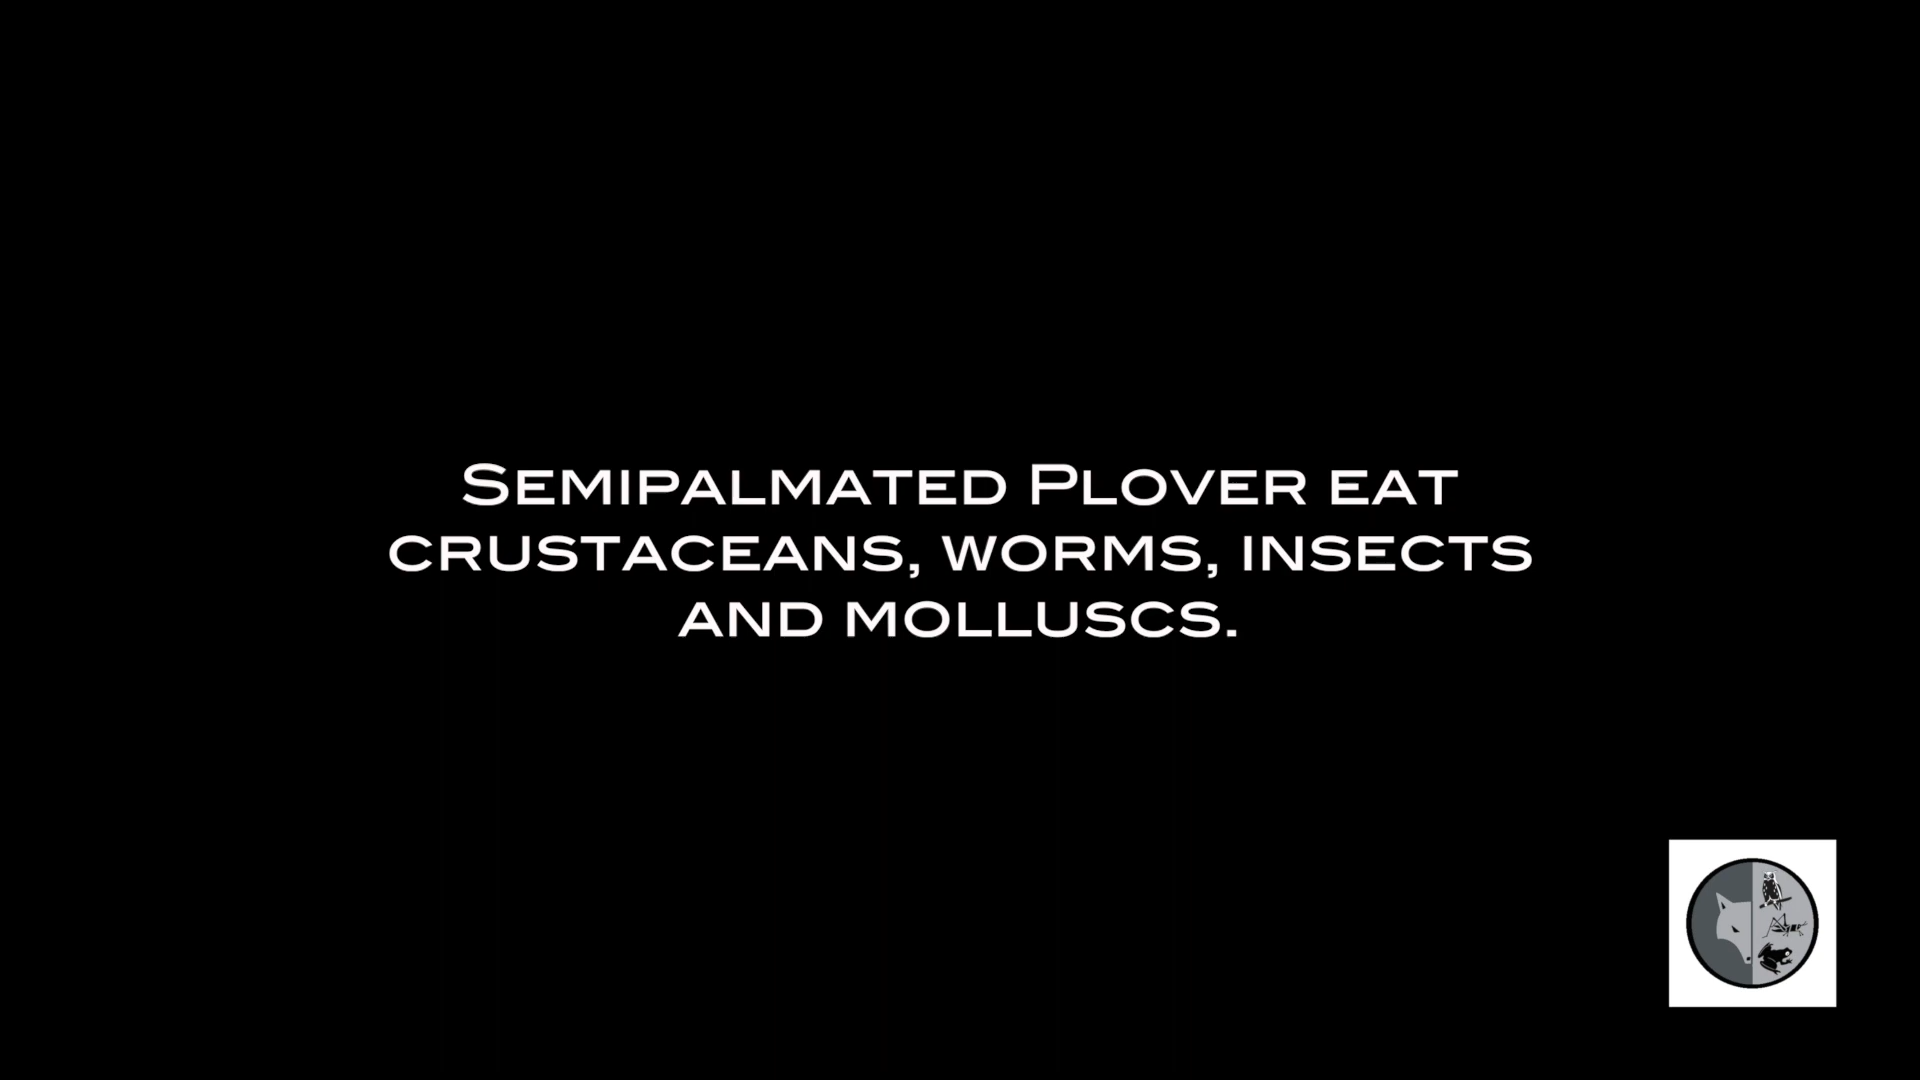 Semipalmated Plover eat
crustaceans, worms, insects
and molluscs.